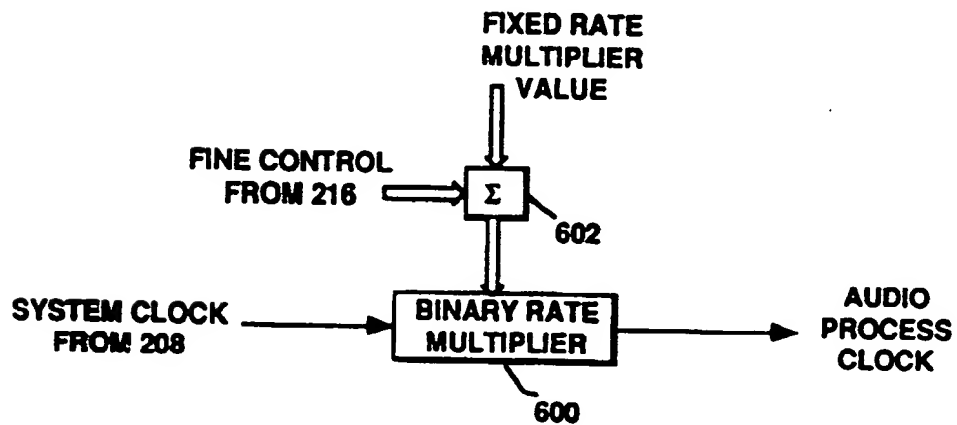 FIXED RATE
MULTIPLIER
VALUE
FINE CONTROL
FROM 216
Σ
602
SYSTEM CLOCK
FROM 208
BINARY RATE
MULTIPLIER
AUDIO
PROCESS
CLOCK
600